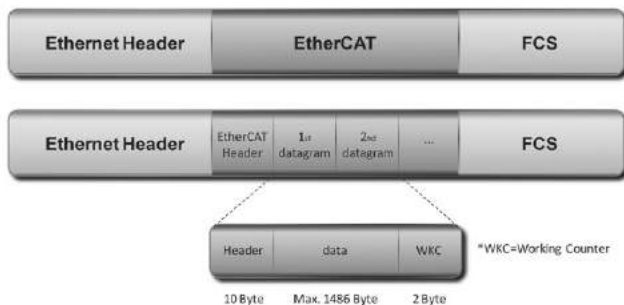 Ethernet Header EtherCAT FCS
Ethernet Header EtherCAT Header 1st datagram 2nd datagram ... FCS
Header data WKC *WKC=Working Counter
10 Byte Max. 1486 Byte 2 Byte